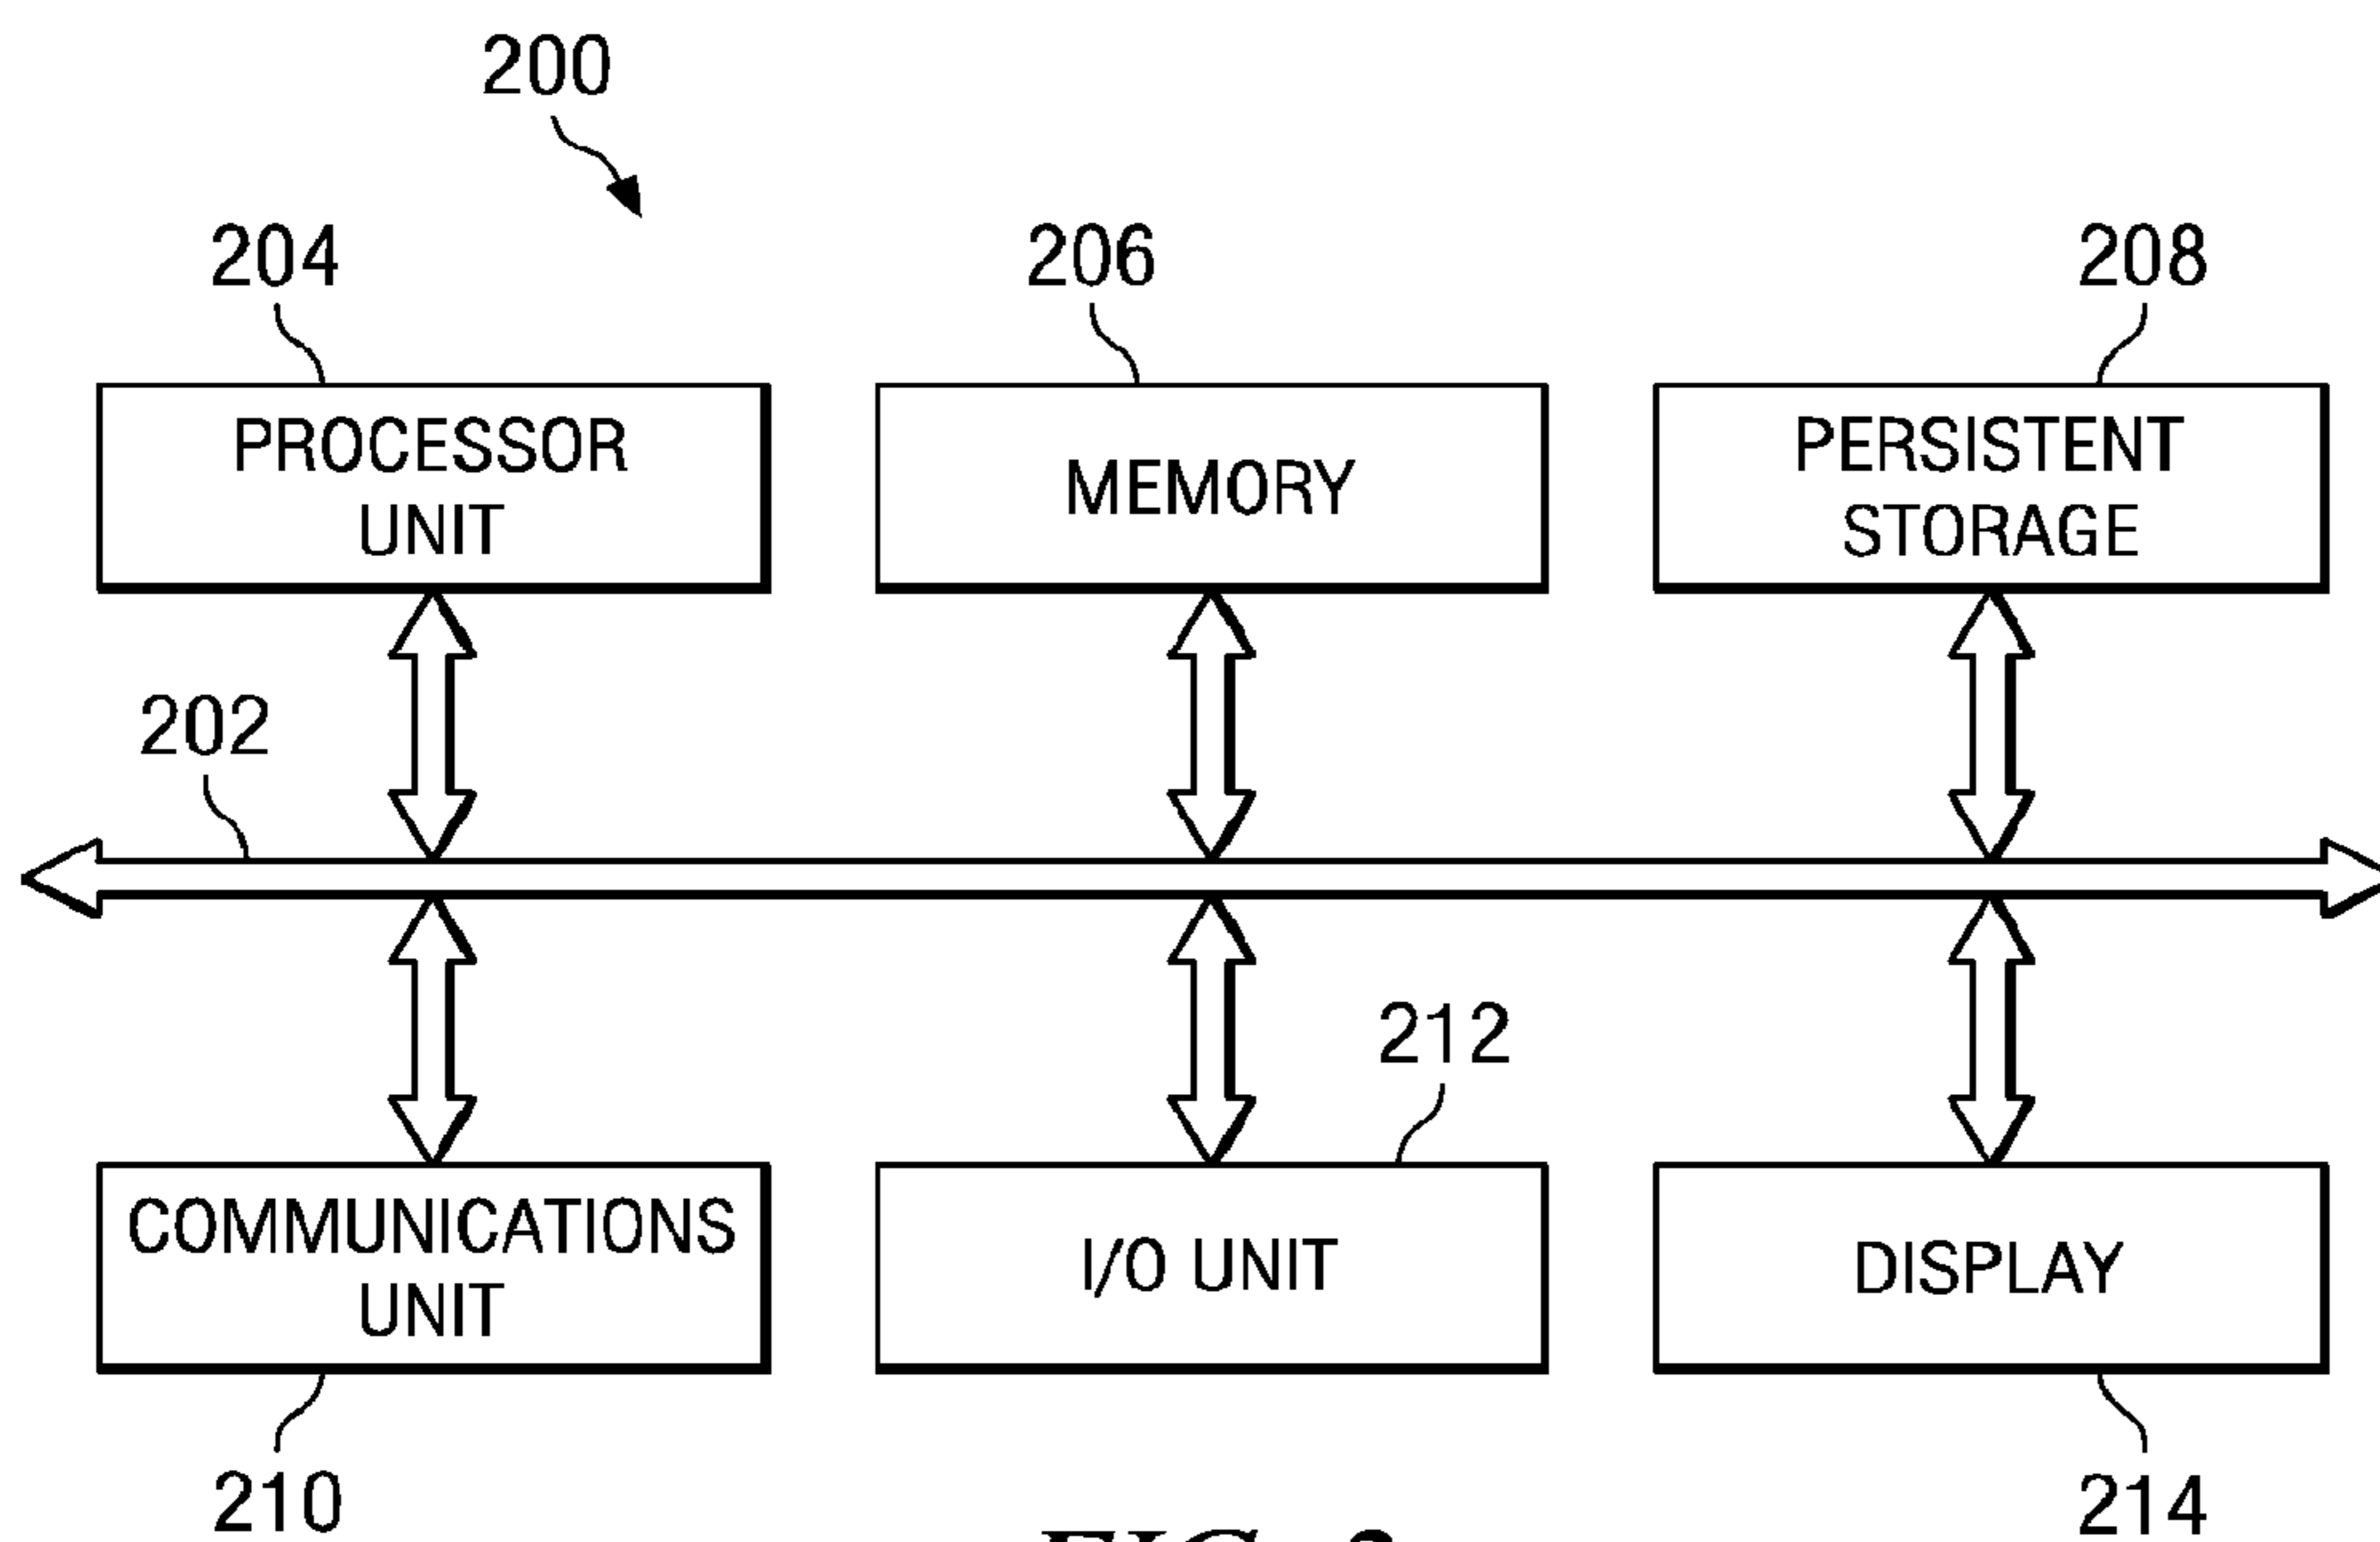 200
204
206
208
PROCESSOR
UNIT
MEMORY
PERSISTENT
STORAGE
202
212
COMMUNICATIONS
UNIT
I/O UNIT
DISPLAY
210
214